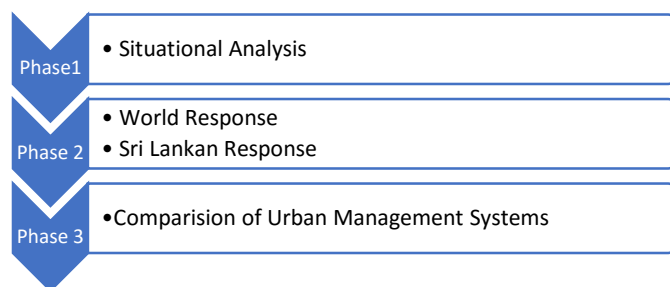 Phase1
• Situational Analysis
Phase 2
• World Response
• Sri Lankan Response
Phase 3
•Comparision of Urban Management Systems